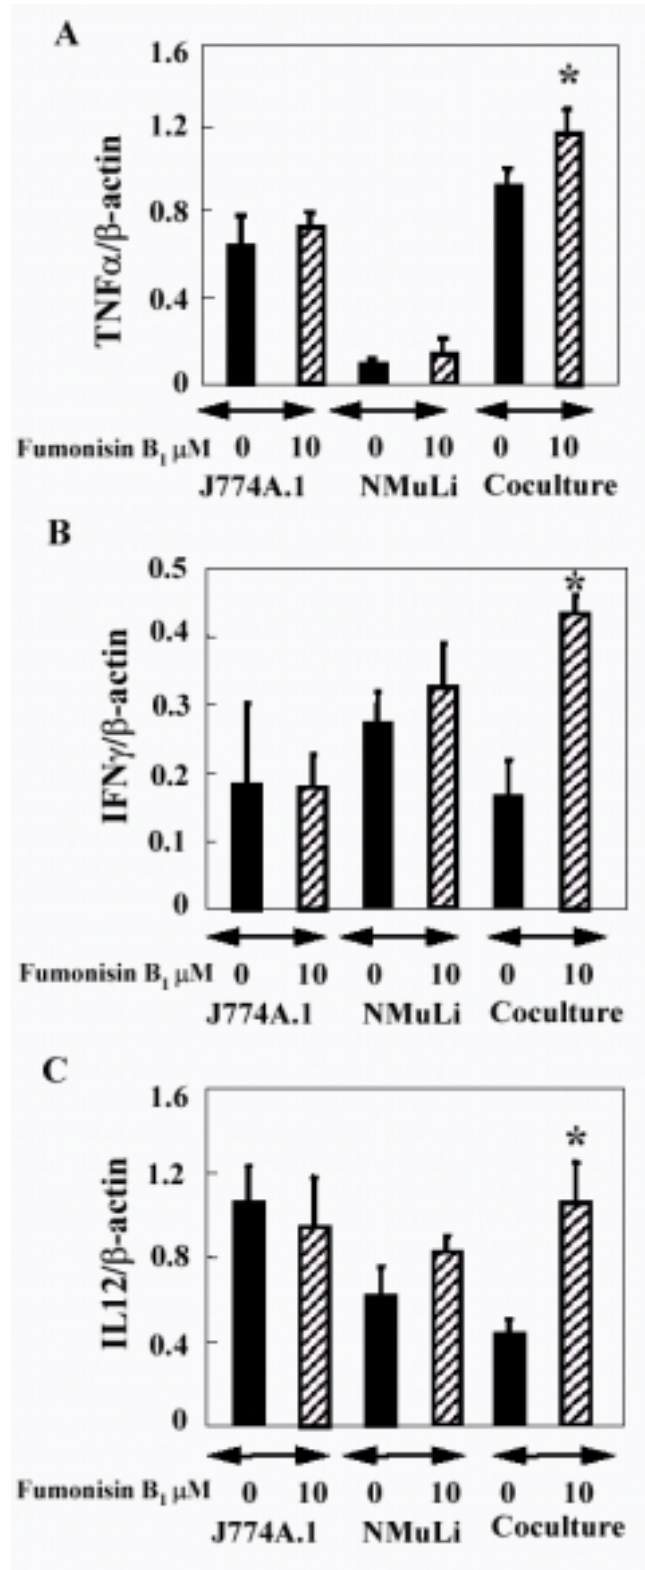 A
1.6
1.2
0.8
0.4
0
TNFα/β-actin
*
Fumonisin B1 μM 0 10 0 10 0 10
J774A.1 NMuLi Coculture
B
0.5
0.4
0.3
0.2
0.1
0
IFNγ/β-actin
*
Fumonisin B1 μM 0 10 0 10 0 10
J774A.1 NMuLi Coculture
C
1.6
1.2
0.8
0.4
0
IL12/β-actin
*
Fumonisin B1 μM 0 10 0 10 0 10
J774A.1 NMuLi Coculture